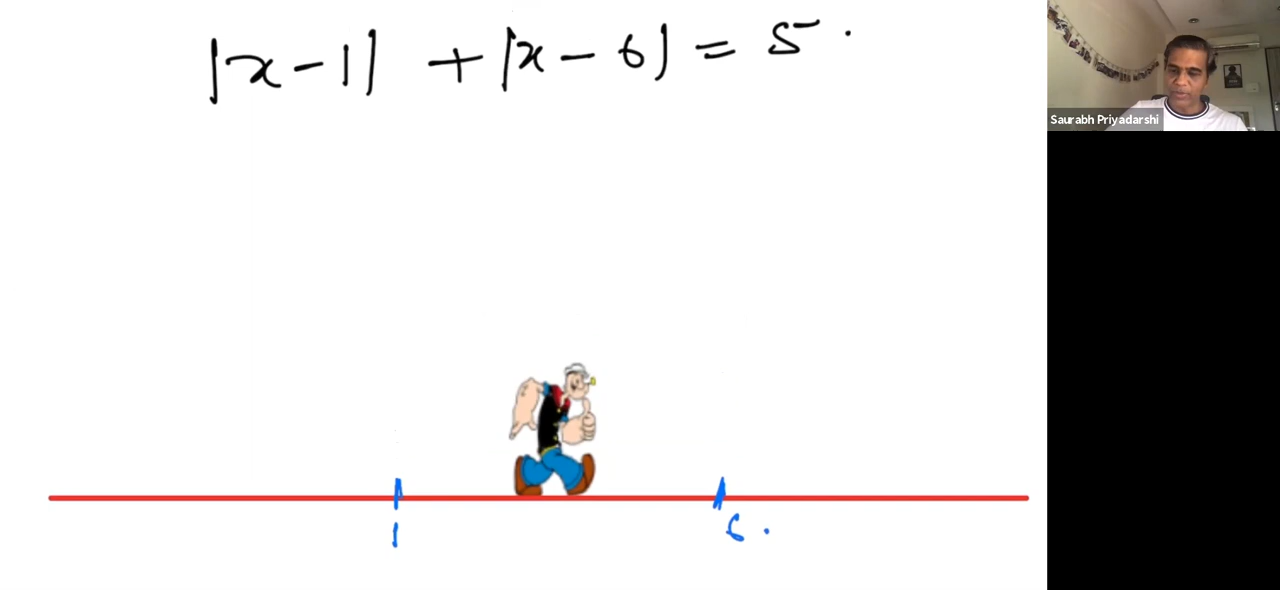 |x - 1| + |x - 6| = 5.
Saurabh Priyadarshi
1 6.